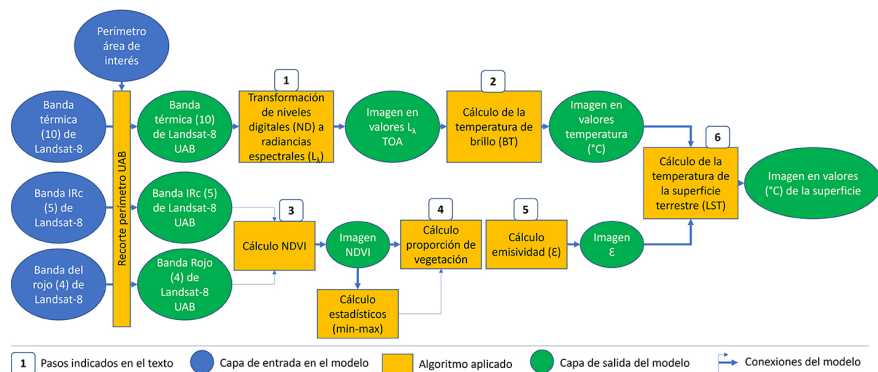 Perímetro
área de
interés
Banda
térmica
(10) de
Landsat-8
Banda IRc
(5) de
Landsat-8
Banda del
rojo (4) de
Landsat-8
Recorte perímetro UAB
Banda
térmica (10)
de Landsat-8
UAB
Banda IRc (5)
de Landsat-8
UAB
Banda Rojo
(4) de
Landsat-8
UAB
1
Transformación
de niveles
digitales (ND) a
radiancias
espectrales (Lλ)
Imagen en
valores Lλ
TOA
2
Cálculo de la
temperatura de
brillo (BT)
Imagen en
valores
temperatura
(°C)
3
Cálculo NDVI
Imagen
NDVI
4
Cálculo
proporción de
vegetación
Cálculo
estadísticos
(min-max)
5
Cálculo
emisividad (Ɛ)
Imagen
Ɛ
6
Cálculo de la
temperatura de
la superficie
terrestre (LST)
Imagen en valores
(°C) de la superficie
1 Pasos indicados en el texto
Capa de entrada en el modelo
Algoritmo aplicado
Capa de salida del modelo
Conexiones del modelo